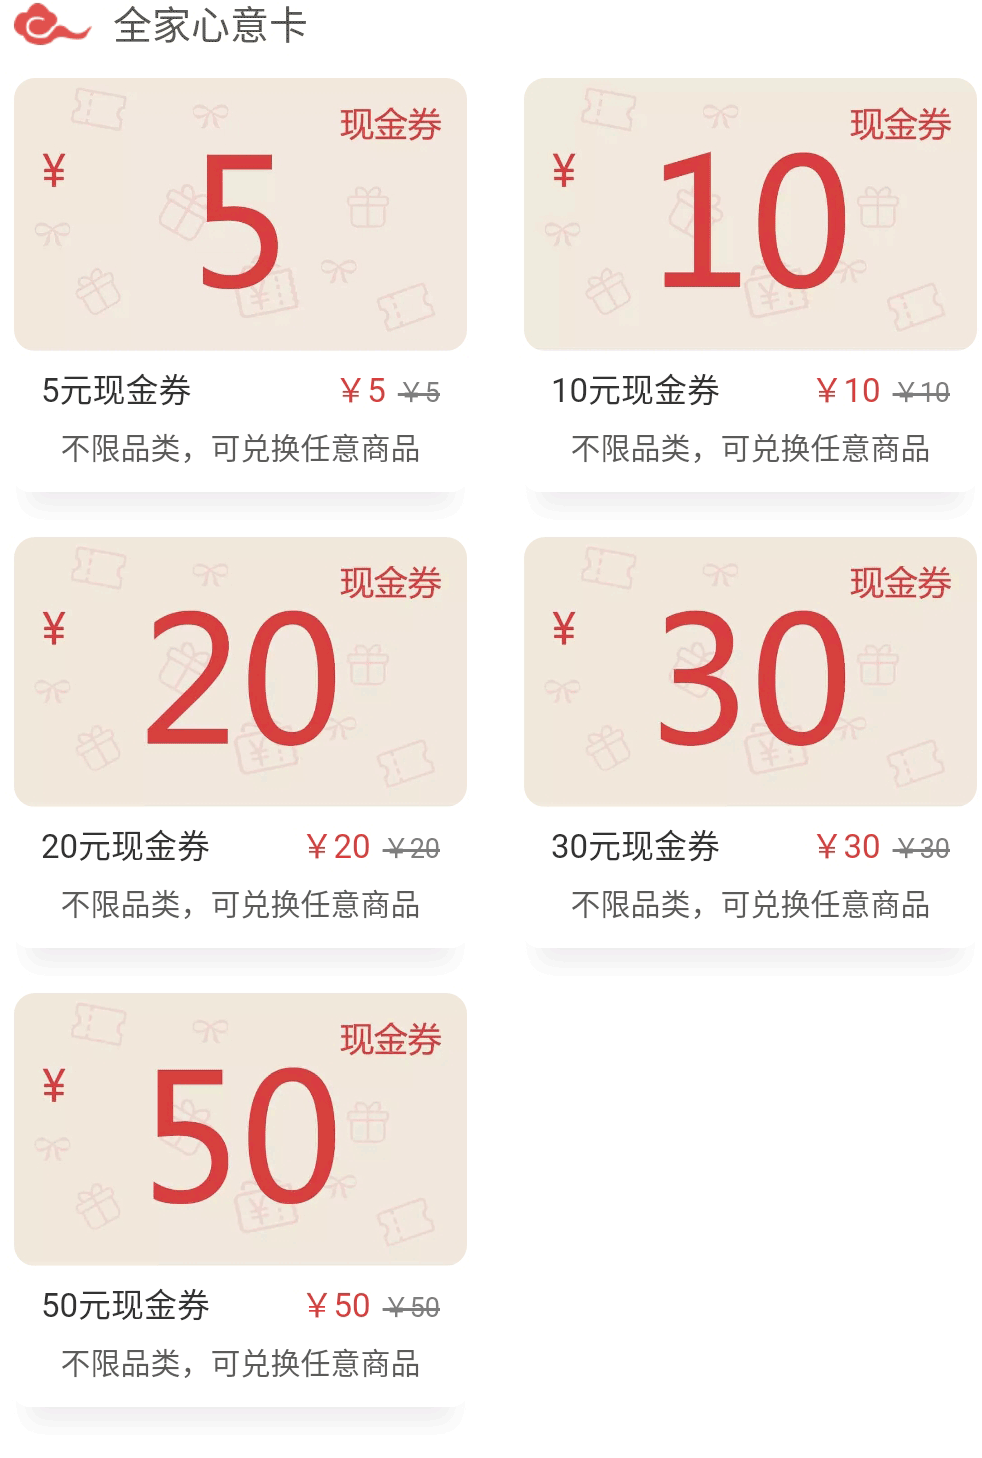 全家心意卡
现金券
¥
5
5元现金券 ￥5 ￥5
不限品类，可兑换任意商品
现金券
¥
10
10元现金券 ￥10 ￥10
不限品类，可兑换任意商品
现金券
¥
20
20元现金券 ￥20 ￥20
不限品类，可兑换任意商品
现金券
¥
30
30元现金券 ￥30 ￥30
不限品类，可兑换任意商品
现金券
¥
50
50元现金券 ￥50 ￥50
不限品类，可兑换任意商品